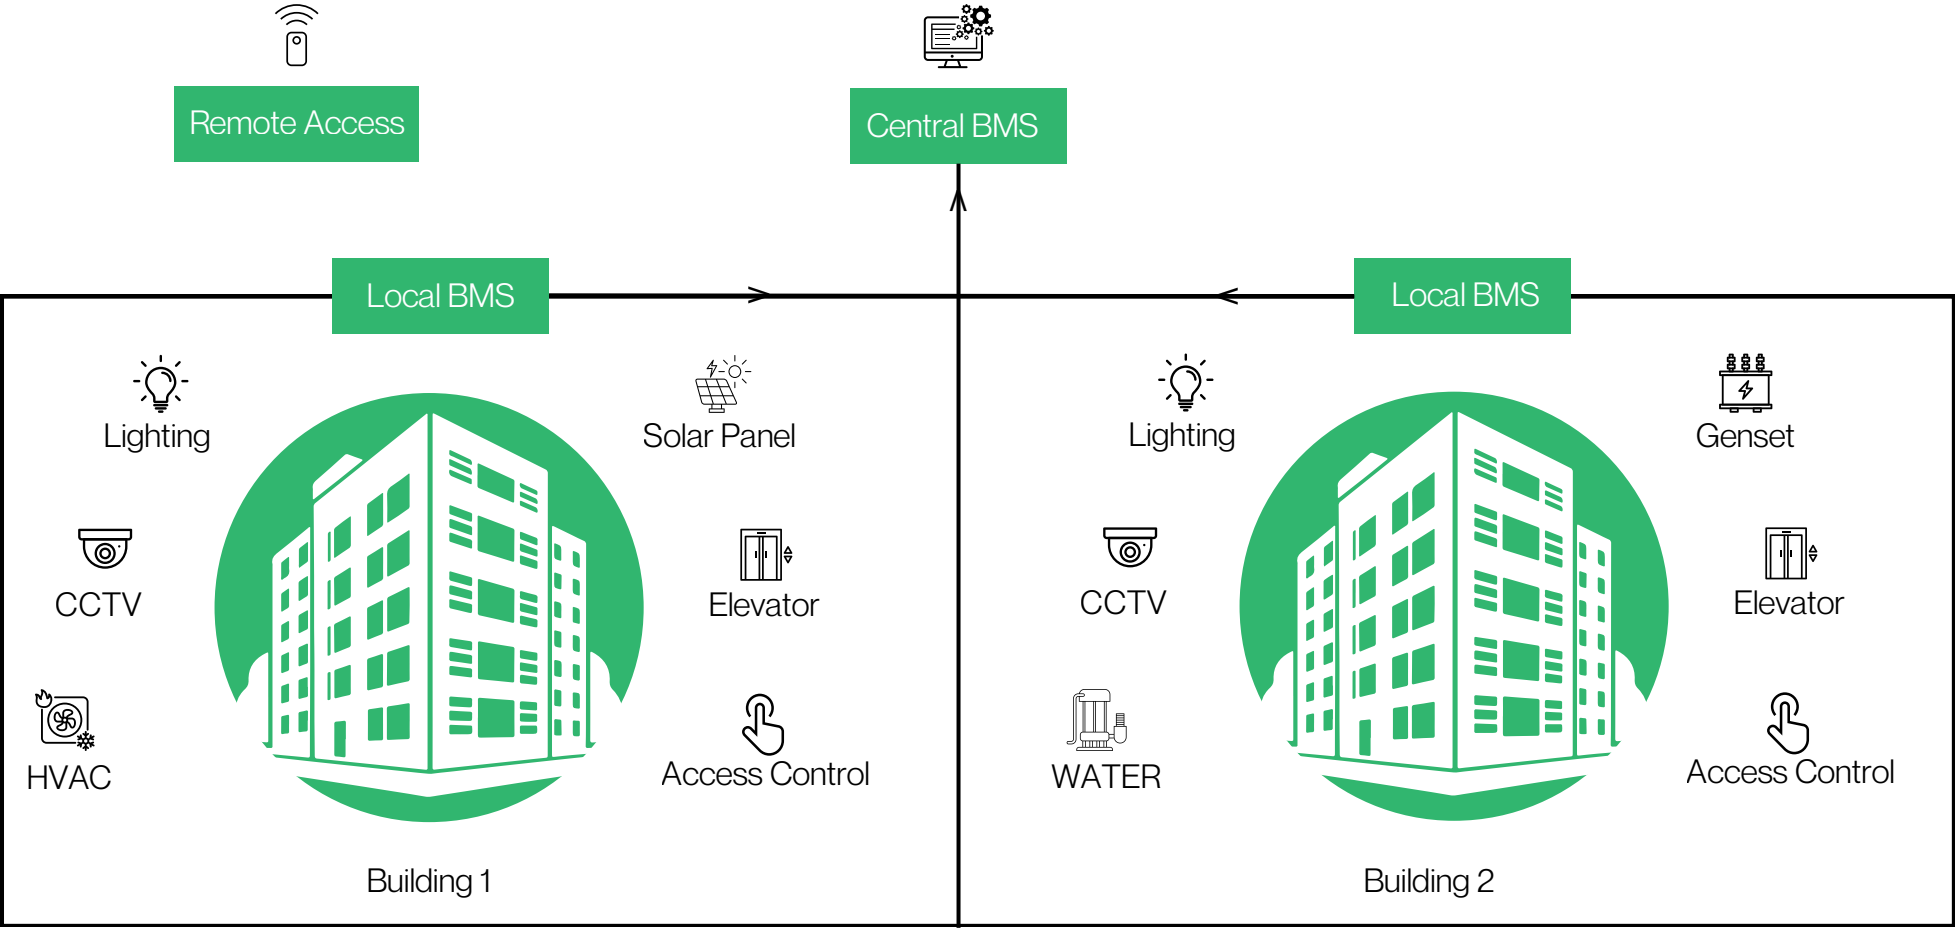 Remote Access
Central BMS
Local BMS
Local BMS
Lighting
Solar Panel
CCTV
Elevator
HVAC
Access Control
Building 1
Lighting
Genset
CCTV
Elevator
WATER
Access Control
Building 2